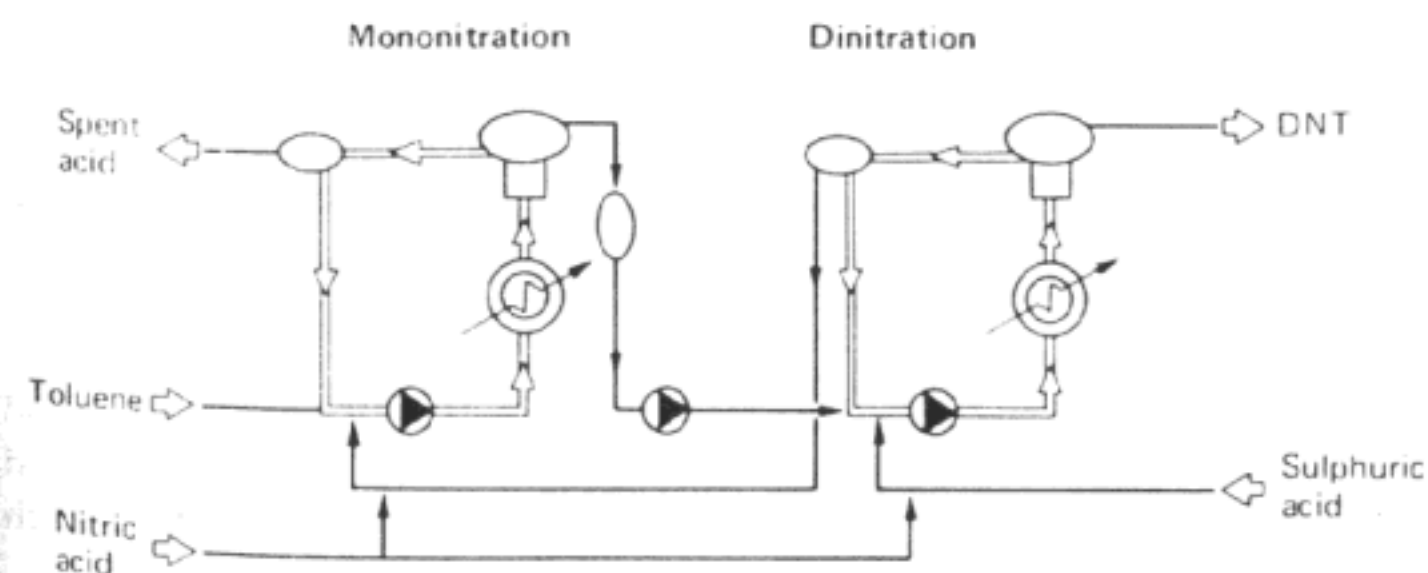 Mononitration
Dinitration
Spent
acid
DNT
Toluene
Sulphuric
acid
Nitric
acid